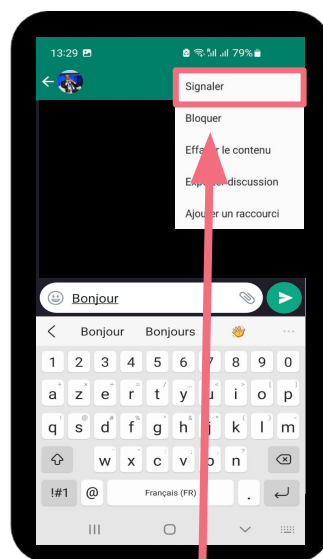 13:29
79%
Signaler
Bloquer
Effacer le contenu
Exporter discussion
Ajouter un raccourci
Bonjour
Bonjour Bonjours 👋 ...
1 2 3 4 5 6 7 8 9 0
a z e r t y u i o p
q s d f g h j k l m
w x c v b n
!#1 @ Français (FR) .